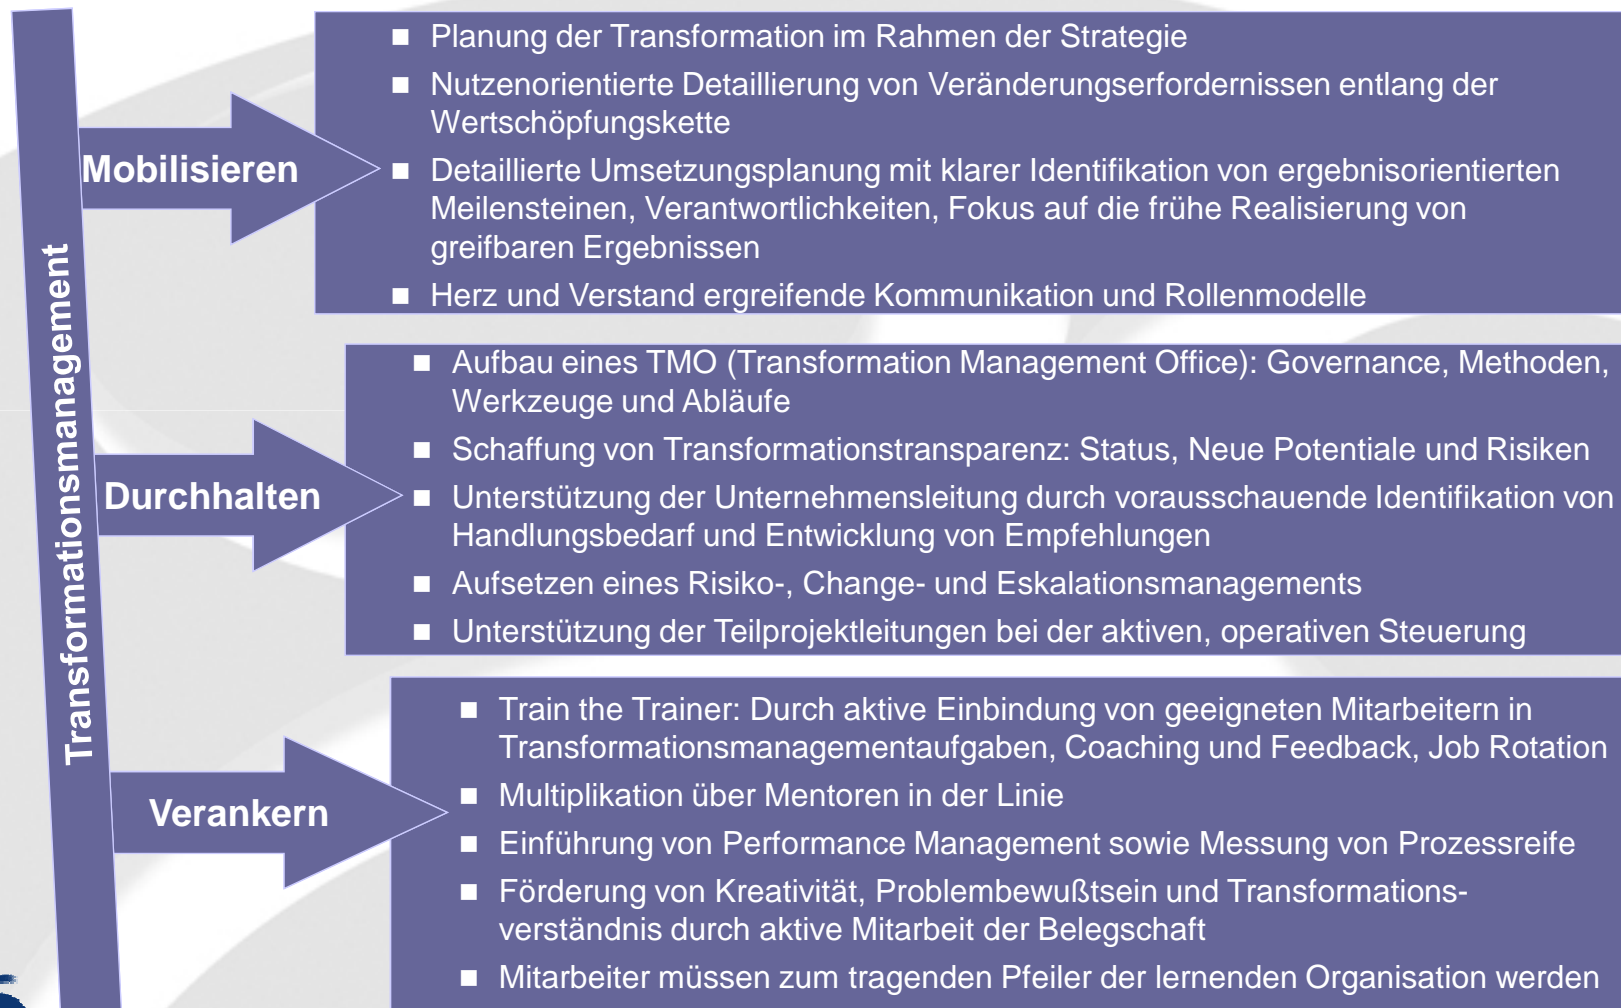 Transformationsmanagement
Mobilisieren
■ Planung der Transformation im Rahmen der Strategie
■ Nutzenorientierte Detaillierung von Veränderungserfordernissen entlang der
Wertschöpfungskette
■ Detaillierte Umsetzungsplanung mit klarer Identifikation von ergebnisorientierten
Meilensteinen, Verantwortlichkeiten, Fokus auf die frühe Realisierung von
greifbaren Ergebnissen
■ Herz und Verstand ergreifende Kommunikation und Rollenmodelle
Durchhalten
■ Aufbau eines TMO (Transformation Management Office): Governance, Methoden,
Werkzeuge und Abläufe
■ Schaffung von Transformationstransparenz: Status, Neue Potentiale und Risiken
■ Unterstützung der Unternehmensleitung durch vorausschauende Identifikation von
Handlungsbedarf und Entwicklung von Empfehlungen
■ Aufsetzen eines Risiko-, Change- und Eskalationsmanagements
■ Unterstützung der Teilprojektleitungen bei der aktiven, operativen Steuerung
Verankern
■ Train the Trainer: Durch aktive Einbindung von geeigneten Mitarbeitern in
Transformationsmanagementaufgaben, Coaching und Feedback, Job Rotation
■ Multiplikation über Mentoren in der Linie
■ Einführung von Performance Management sowie Messung von Prozessreife
■ Förderung von Kreativität, Problembewußtsein und Transformations-
verständnis durch aktive Mitarbeit der Belegschaft
■ Mitarbeiter müssen zum tragenden Pfeiler der lernenden Organisation werden